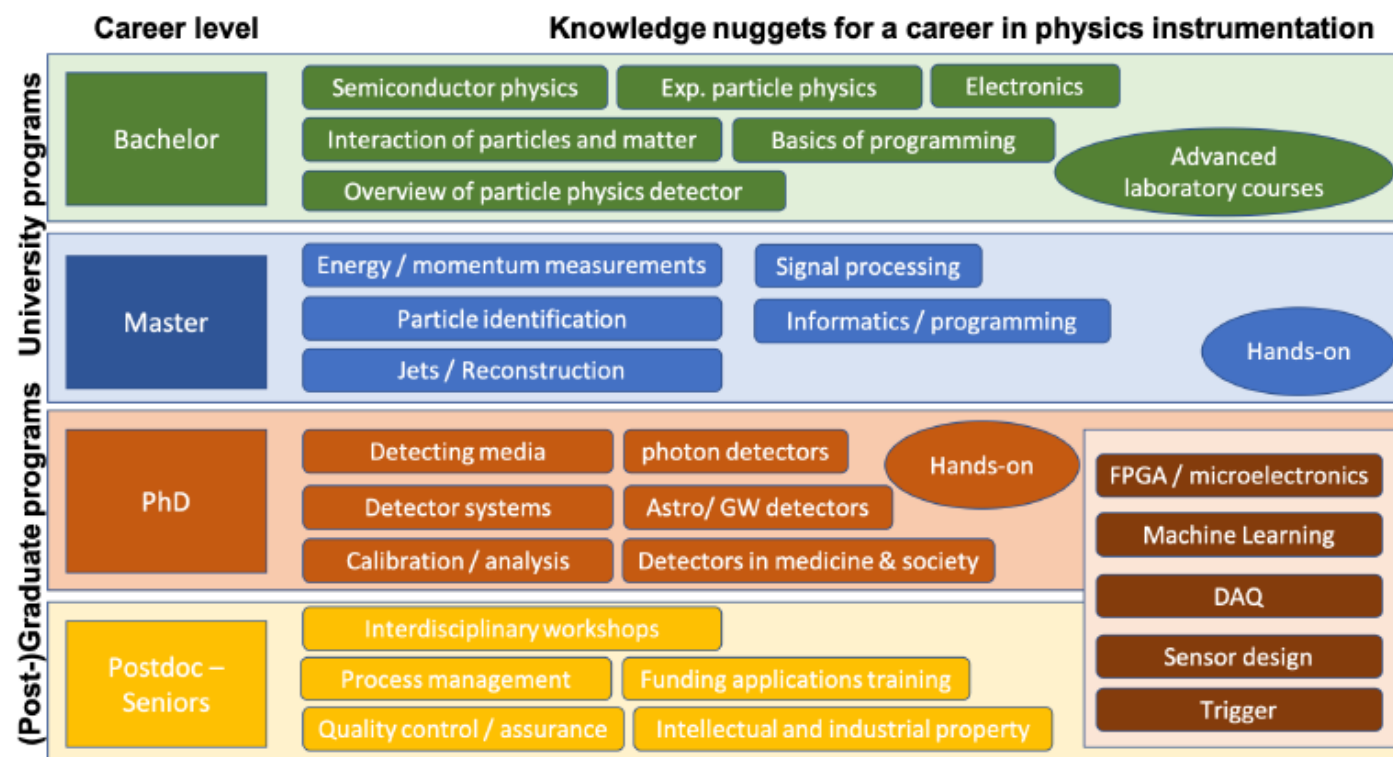 Career level
Knowledge nuggets for a career in physics instrumentation
University programs
Bachelor
Semiconductor physics
Exp. particle physics
Electronics
Interaction of particles and matter
Basics of programming
Overview of particle physics detector
Advanced
laboratory courses
Master
Energy / momentum measurements
Signal processing
Particle identification
Informatics / programming
Jets / Reconstruction
Hands-on
(Post-)Graduate programs
PhD
Detecting media
photon detectors
Hands-on
Detector systems
Astro/ GW detectors
Calibration / analysis
Detectors in medicine & society
FPGA / microelectronics
Machine Learning
DAQ
Sensor design
Trigger
Postdoc –
Seniors
Interdisciplinary workshops
Process management
Funding applications training
Quality control / assurance
Intellectual and industrial property